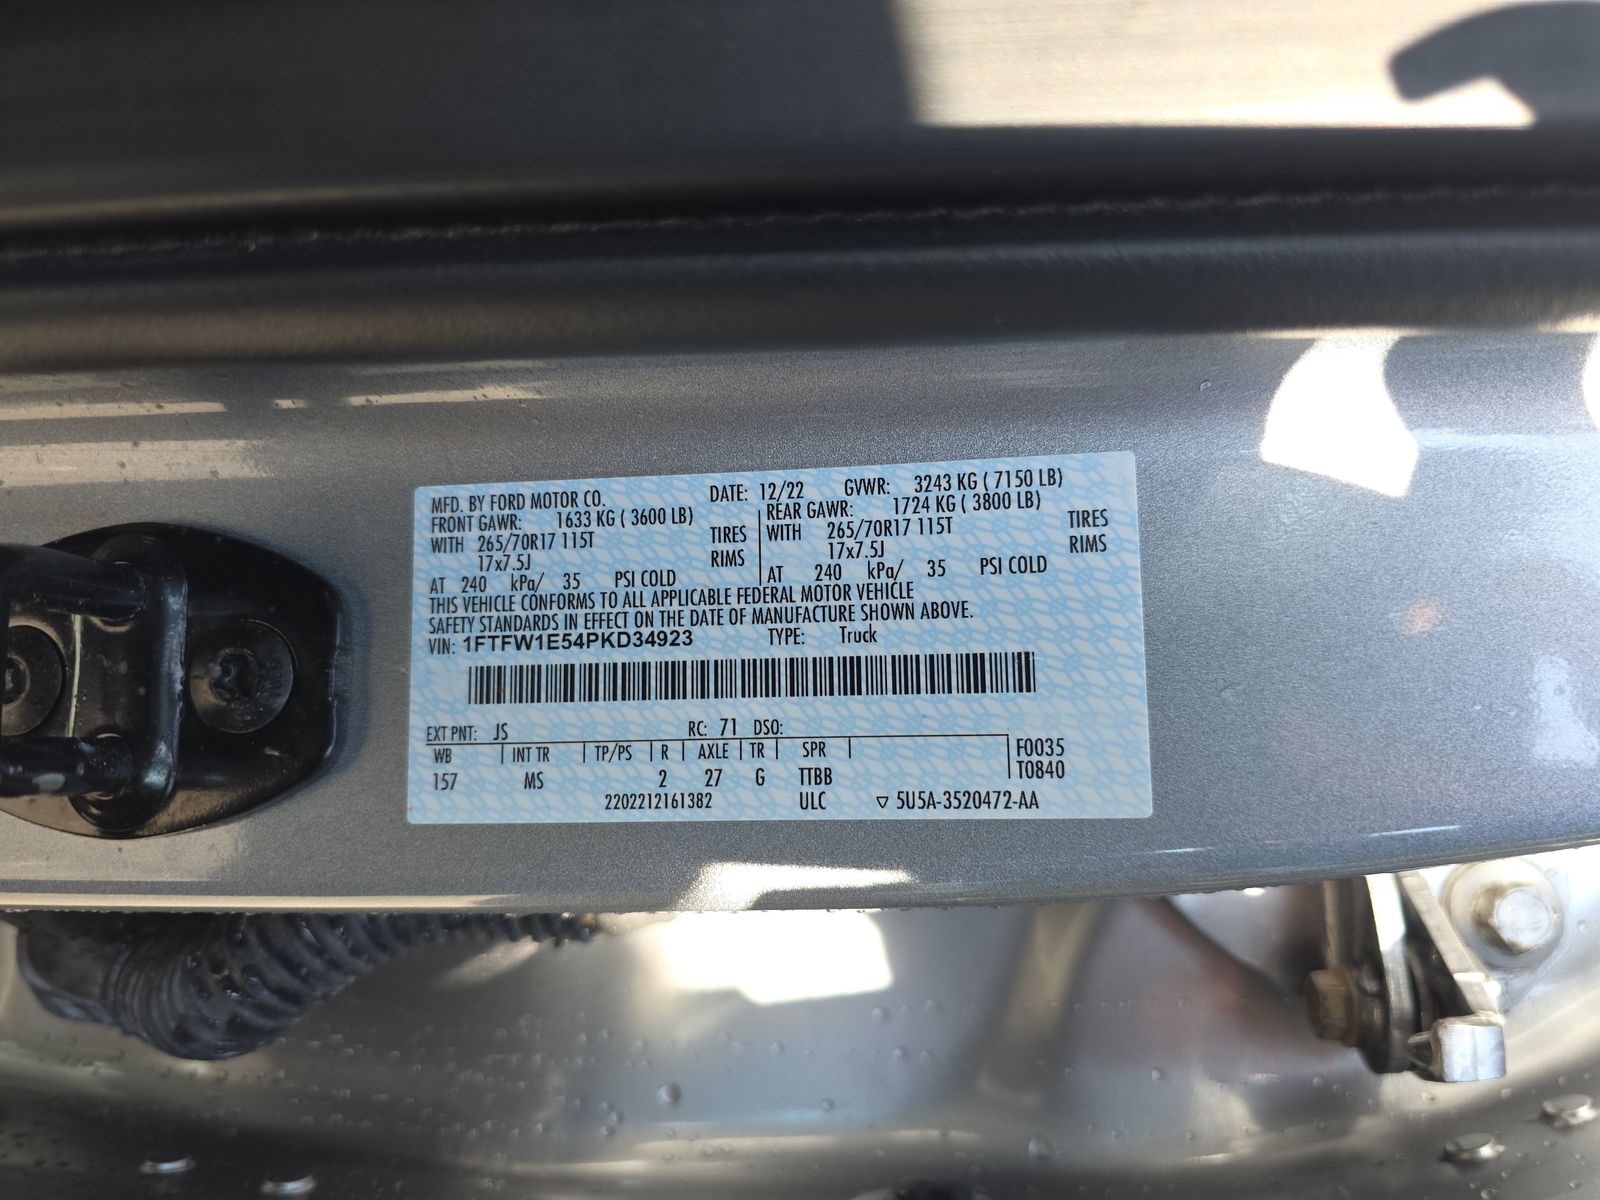 MFD. BY FORD MOTOR CO. DATE: 12/22 GVWR: 3243 KG ( 7150 LB)
FRONT GAWR: 1633 KG ( 3600 LB) REAR GAWR: 1724 KG ( 3800 LB)
WITH 265/70R17 115T TIRES WITH 265/70R17 115T TIRES
17x7.5J RIMS 17x7.5J RIMS
AT 240 kPa/ 35 PSI COLD AT 240 kPa/ 35 PSI COLD
THIS VEHICLE CONFORMS TO ALL APPLICABLE FEDERAL MOTOR VEHICLE
SAFETY STANDARDS IN EFFECT ON THE DATE OF MANUFACTURE SHOWN ABOVE.
VIN: 1FTFW1E54PKD34923 TYPE: Truck
EXT PNT: JS RC: 71 DSO:
WB INT TR TP/PS R AXLE TR SPR F0035
157 MS 2 27 G TTBB T0840
2202212161382 ULC ▽ 5U5A-3520472-AA